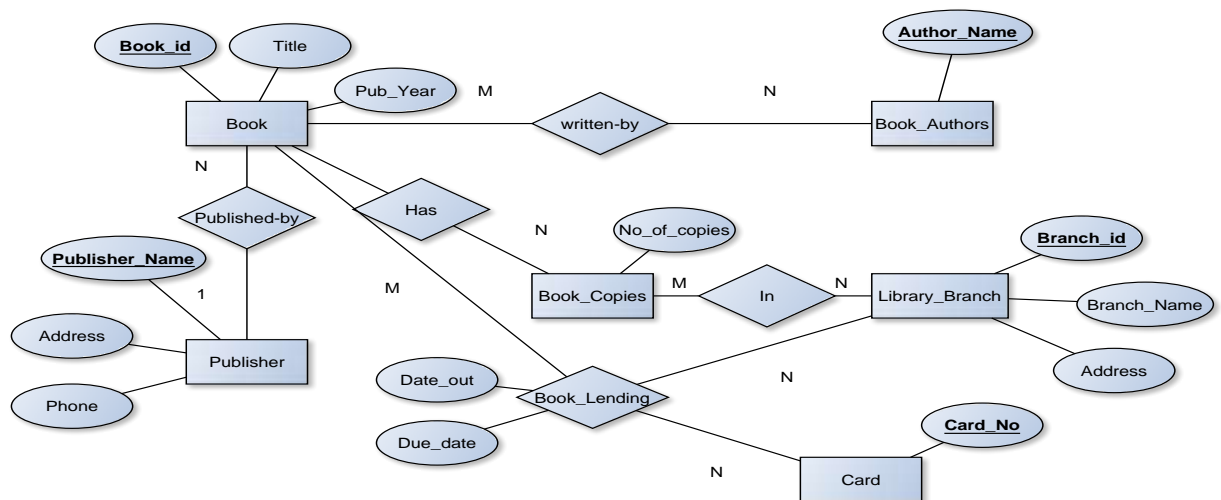 Author_Name
Book_id
Title
Pub_Year
M
N
Book
written-by
Book_Authors
N
Has
Published-by
N
No_of_copies
Branch_id
Publisher_Name
1
M
Book_Copies
M
In
N
Library_Branch
Branch_Name
Address
Publisher
Address
Phone
Date_out
Book_Lending
N
Due_date
Card_No
N
Card